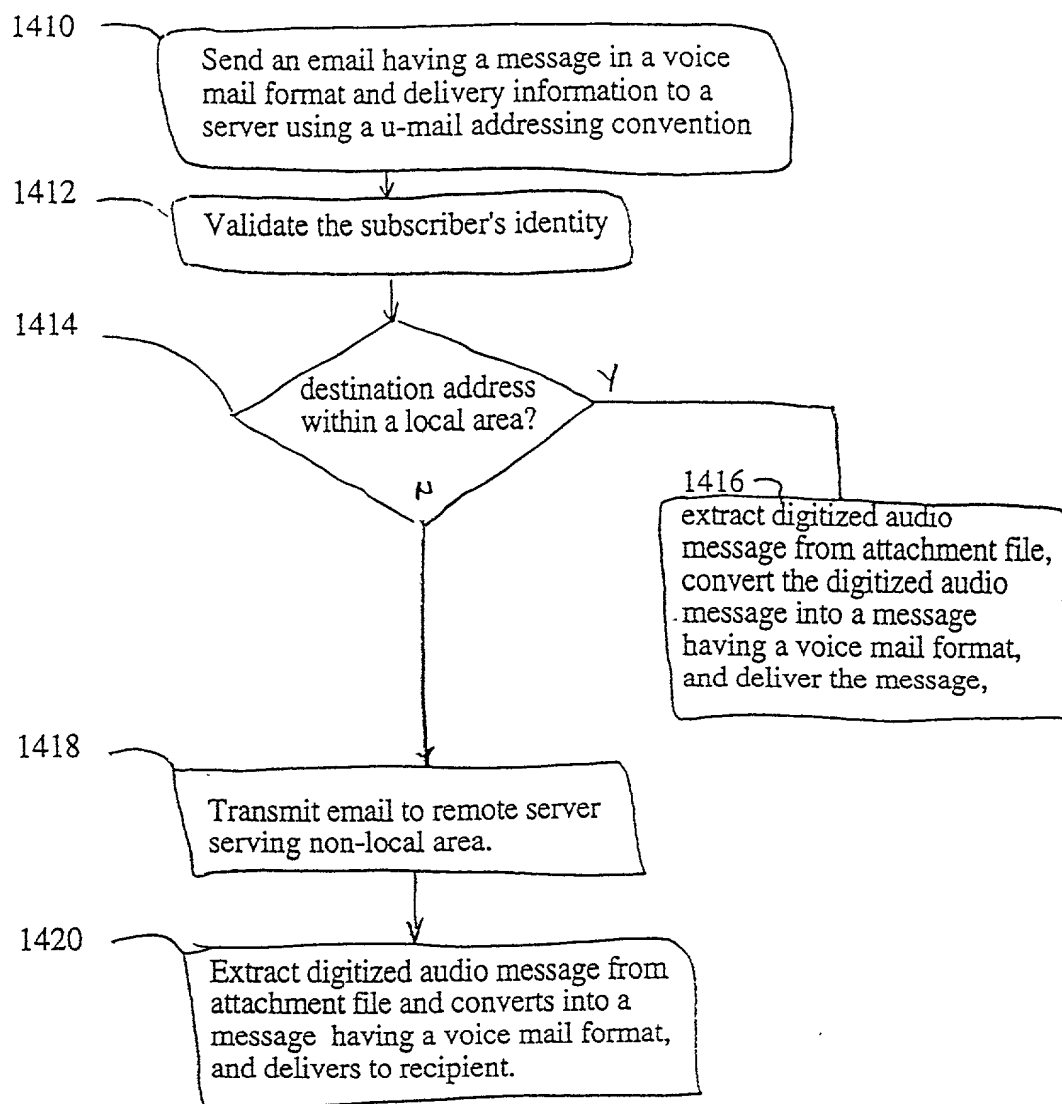 1410
Send an email having a message in a voice
mail format and delivery information to a
server using a u-mail addressing convention
1412
Validate the subscriber's identity
1414
destination address
within a local area?
Y
N
1416
extract digitized audio
message from attachment file,
convert the digitized audio
message into a message
having a voice mail format,
and deliver the message,
1418
Transmit email to remote server
serving non-local area.
1420
Extract digitized audio message from
attachment file and converts into a
message having a voice mail format,
and delivers to recipient.